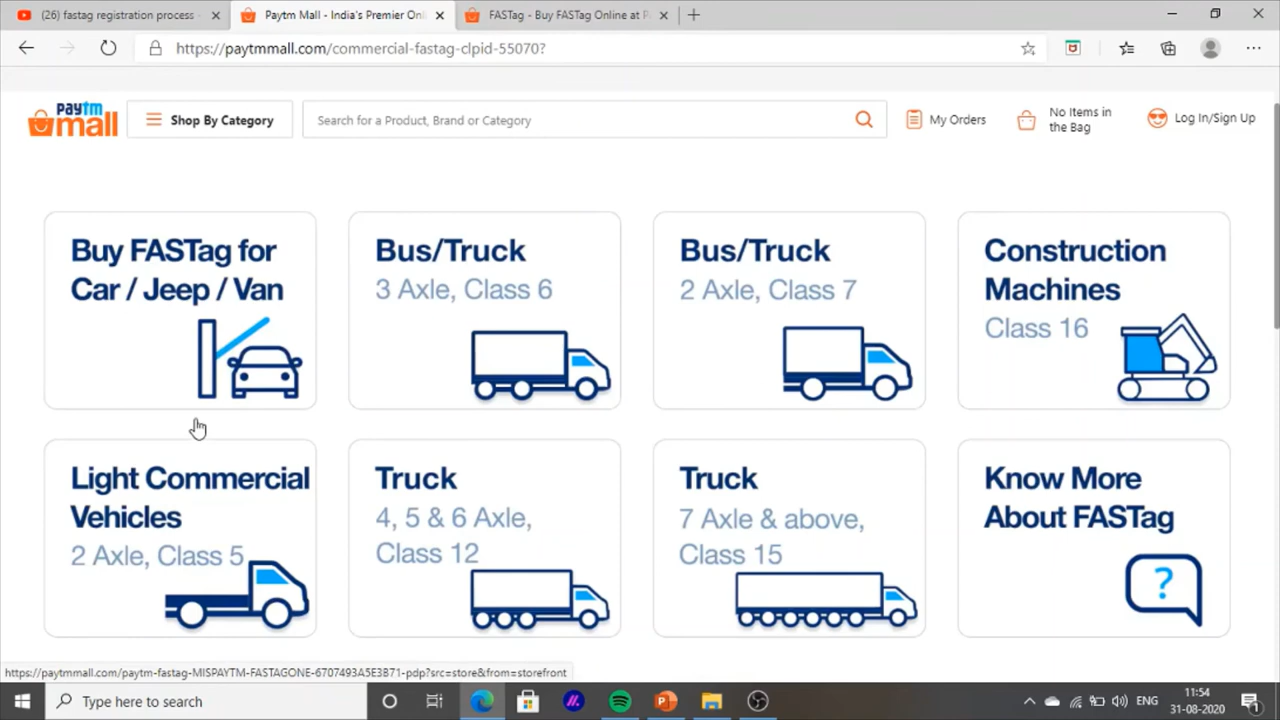 (26) fastag registration process -
Paytm Mall - India's Premier Onl
FASTag - Buy FASTag Online at P
https://paytmmall.com/commercial-fastag-clpid-55070?
paytm
mall
Shop By Category
Search for a Product, Brand or Category
My Orders
No Items in
the Bag
Log In/Sign Up
Buy FASTag for
Car / Jeep / Van
Bus/Truck
3 Axle, Class 6
Bus/Truck
2 Axle, Class 7
Construction
Machines
Class 16
Light Commercial
Vehicles
2 Axle, Class 5
Truck
4, 5 & 6 Axle,
Class 12
Truck
7 Axle & above,
Class 15
Know More
About FASTag
?
https://paytmmall.com/paytm-fastag-MISPAYTM-FASTAGONE-6707493A5E3B71-pdp?src=store&from=storefront
Type here to search
ENG
11:54
31-08-2020
1